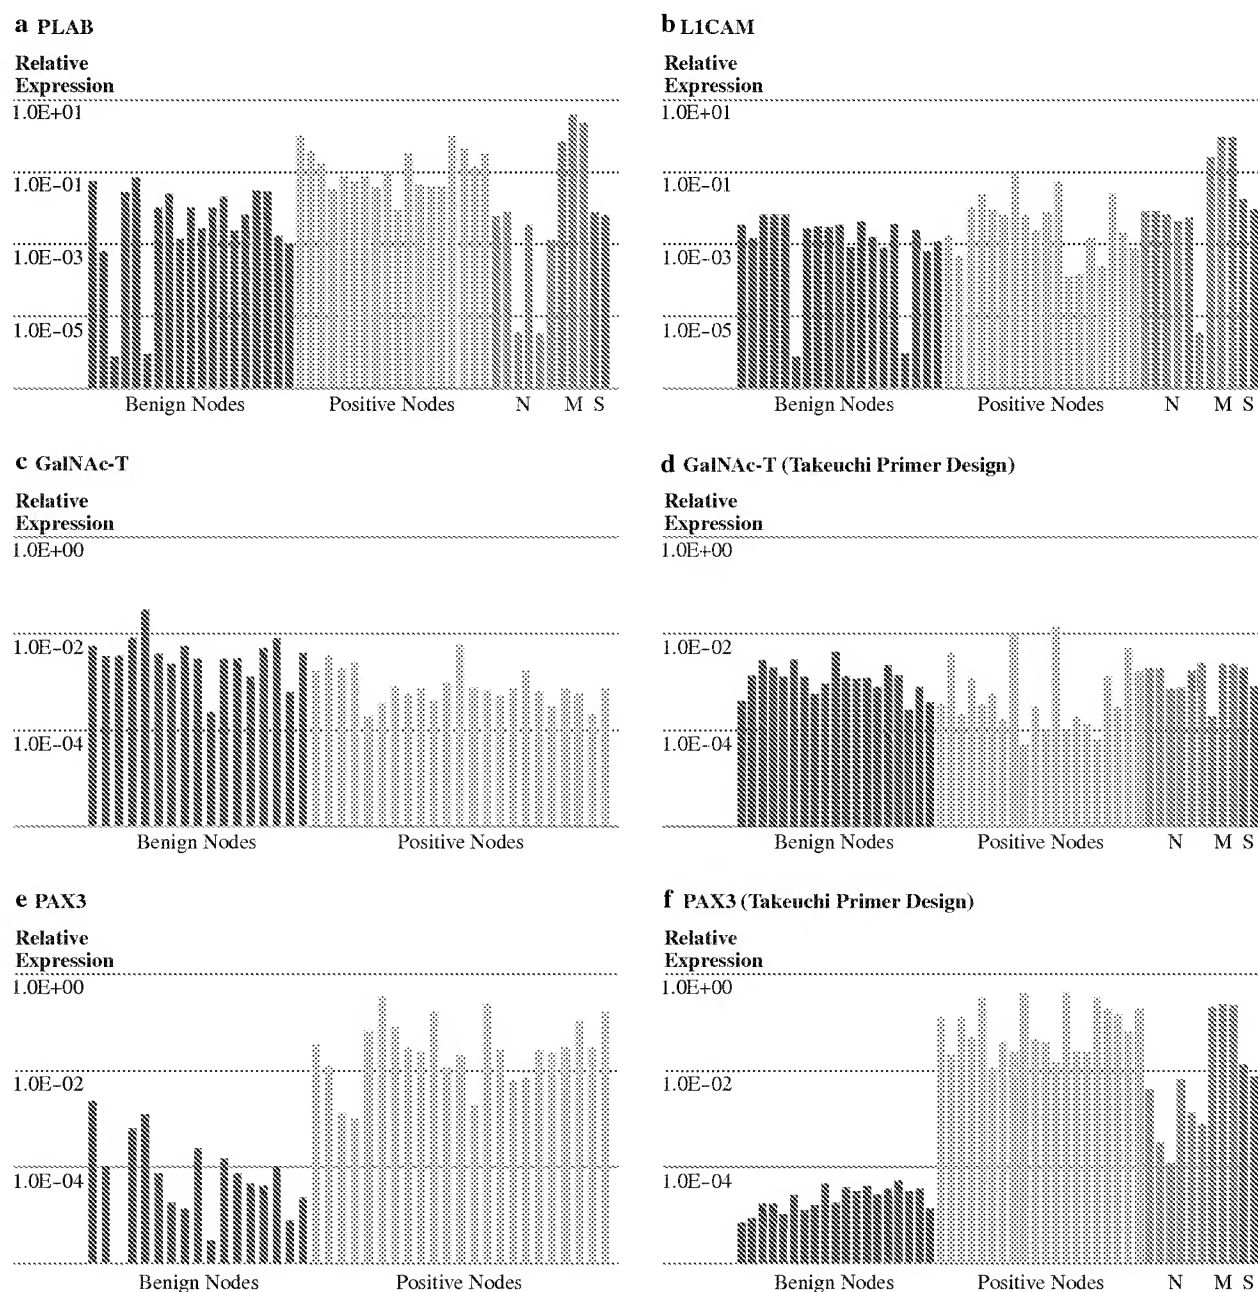 a PLAB
Relative
Expression
1.0E+01
1.0E−01
1.0E−03
1.0E−05
Benign Nodes Positive Nodes N M S
b L1CAM
Relative
Expression
1.0E+01
1.0E−01
1.0E−03
1.0E−05
Benign Nodes Positive Nodes N M S
c GalNAc-T
Relative
Expression
1.0E+00
1.0E−02
1.0E−04
Benign Nodes Positive Nodes
d GalNAc-T (Takeuchi Primer Design)
Relative
Expression
1.0E+00
1.0E−02
1.0E−04
Benign Nodes Positive Nodes N M S
e PAX3
Relative
Expression
1.0E+00
1.0E−02
1.0E−04
Benign Nodes Positive Nodes
f PAX3 (Takeuchi Primer Design)
Relative
Expression
1.0E+00
1.0E−02
1.0E−04
Benign Nodes Positive Nodes N M S